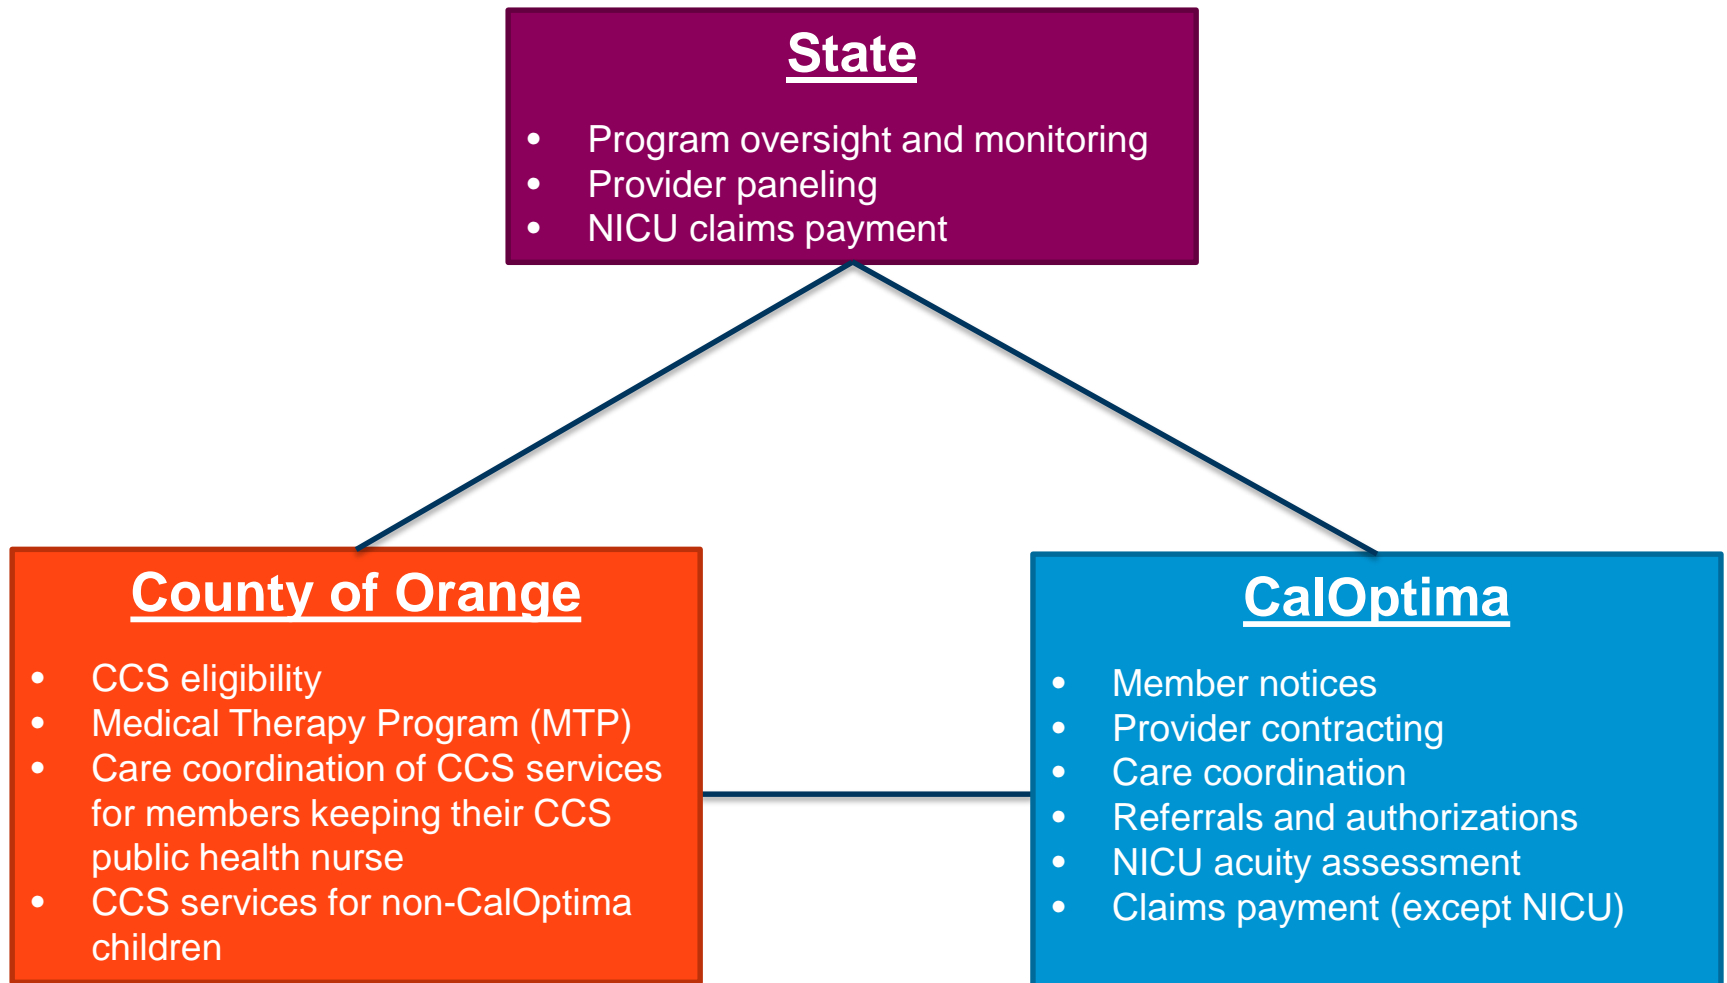 State
• Program oversight and monitoring
• Provider paneling
• NICU claims payment
County of Orange
• CCS eligibility
• Medical Therapy Program (MTP)
• Care coordination of CCS services
for members keeping their CCS
public health nurse
• CCS services for non-CalOptima
children
CalOptima
• Member notices
• Provider contracting
• Care coordination
• Referrals and authorizations
• NICU acuity assessment
• Claims payment (except NICU)